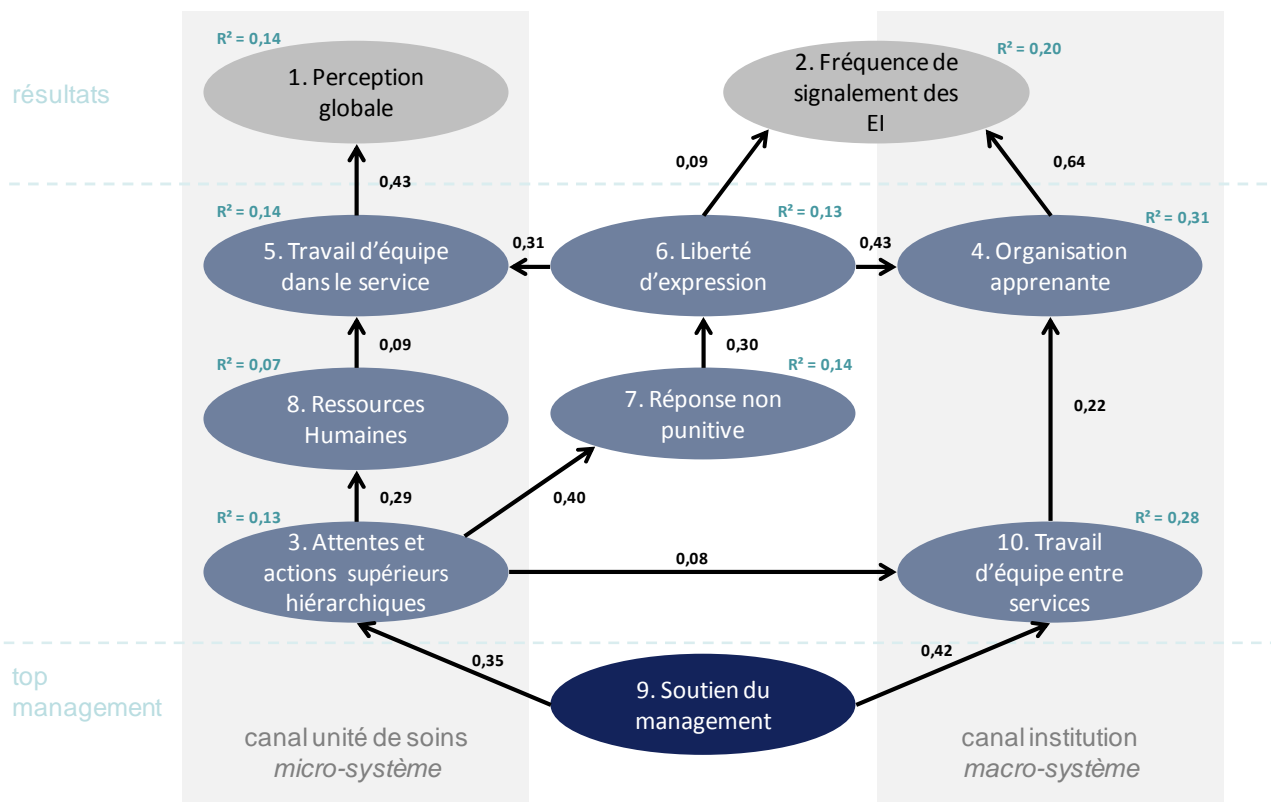 R² = 0,14
1. Perception
globale
R² = 0,20
2. Fréquence de
signalement des
EI
résultats
0,43
0,09
0,64
R² = 0,14
5. Travail d'équipe
dans le service
0,31
R² = 0,13
6. Liberté
d'expression
0,43
R² = 0,31
4. Organisation
apprenante
0,09
0,30
R² = 0,07
8. Ressources
Humaines
R² = 0,14
7. Réponse non
punitive
0,22
0,29
0,40
R² = 0,13
3. Attentes et
actions supérieurs
hiérarchiques
0,08
R² = 0,28
10. Travail
d'équipe entre
services
0,35
0,42
top
management
9. Soutien du
management
canal unité de soins
micro-système
canal institution
macro-système